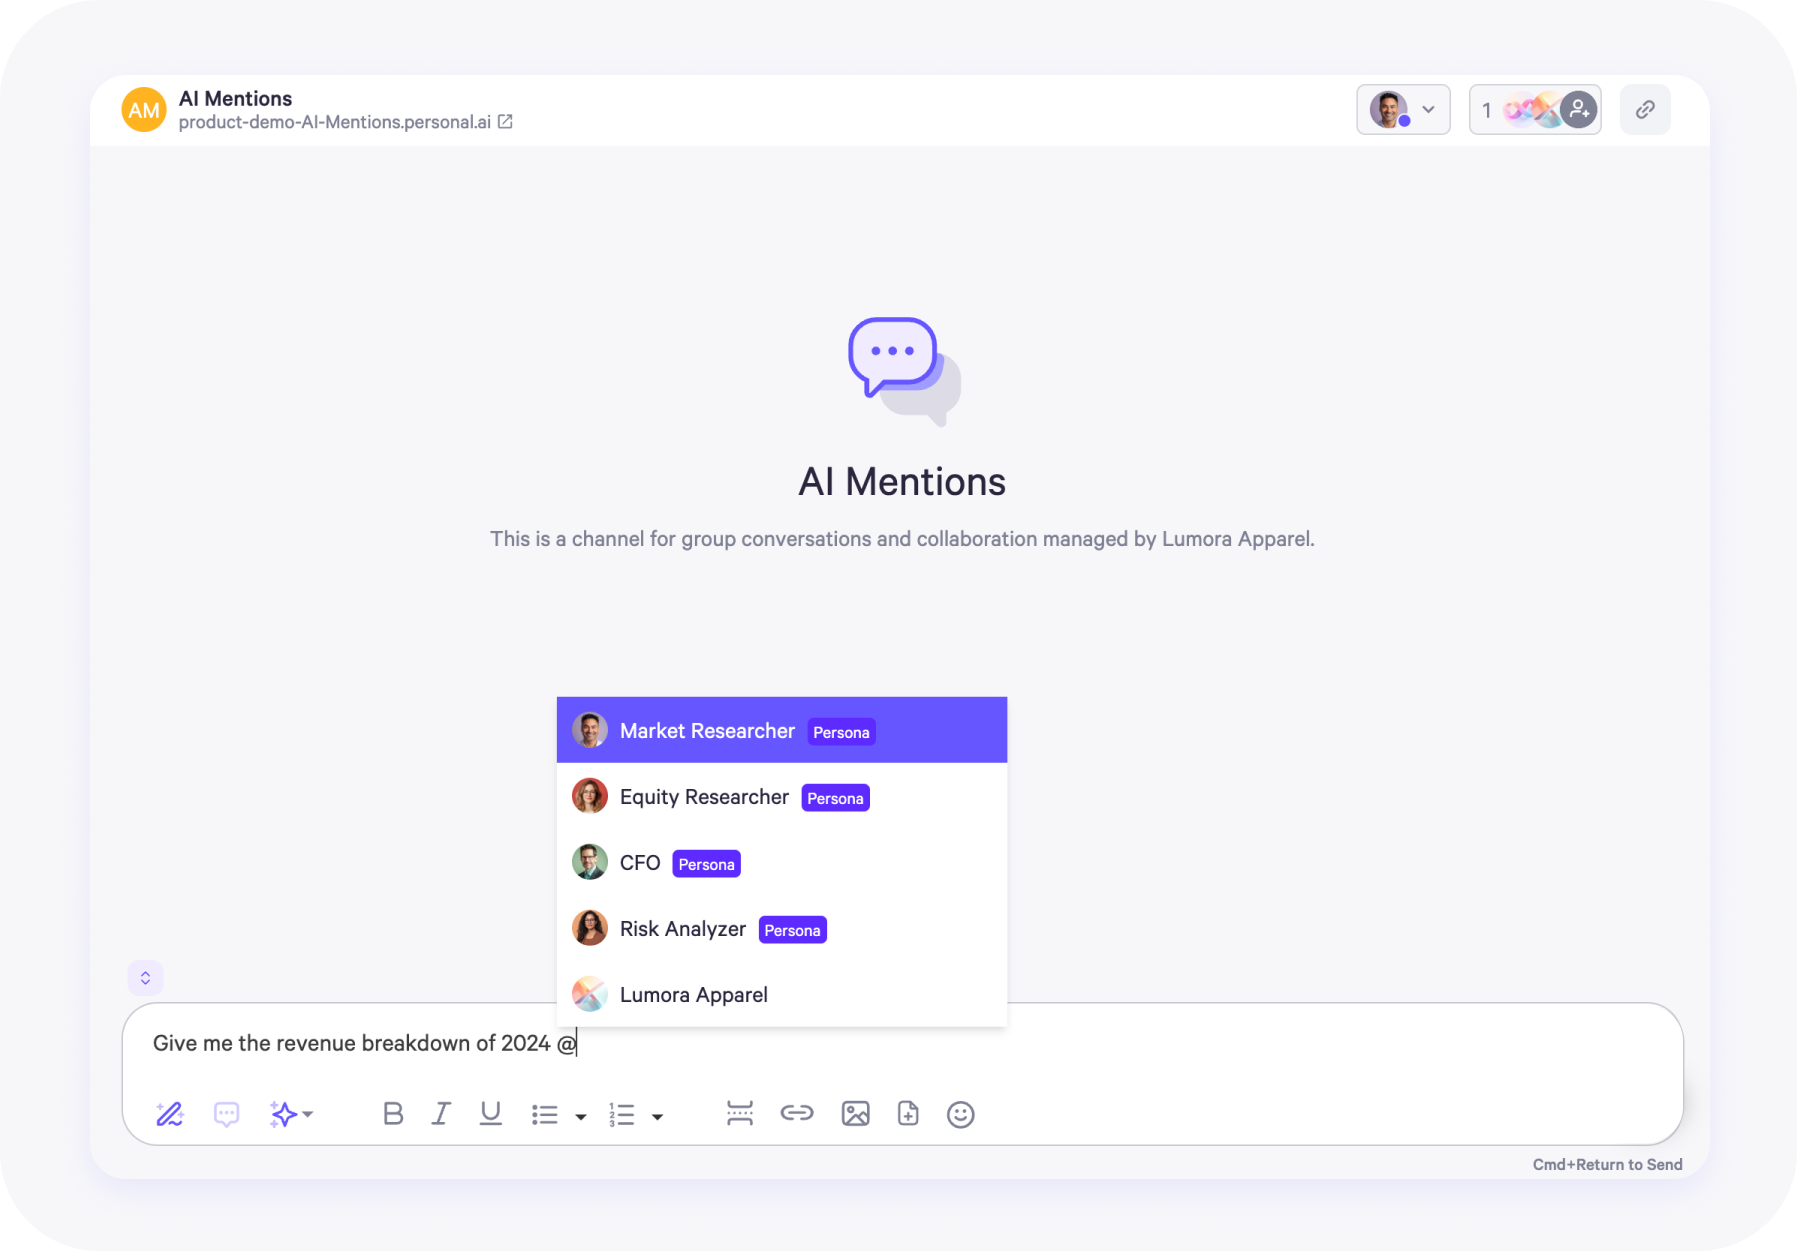 AM
AI Mentions
product-demo-AI-Mentions.personal.ai
1
AI Mentions
This is a channel for group conversations and collaboration managed by Lumora Apparel.
Market Researcher Persona
Equity Researcher Persona
CFO Persona
Risk Analyzer Persona
Lumora Apparel
Give me the revenue breakdown of 2024 @
B I U
Cmd+Return to Send